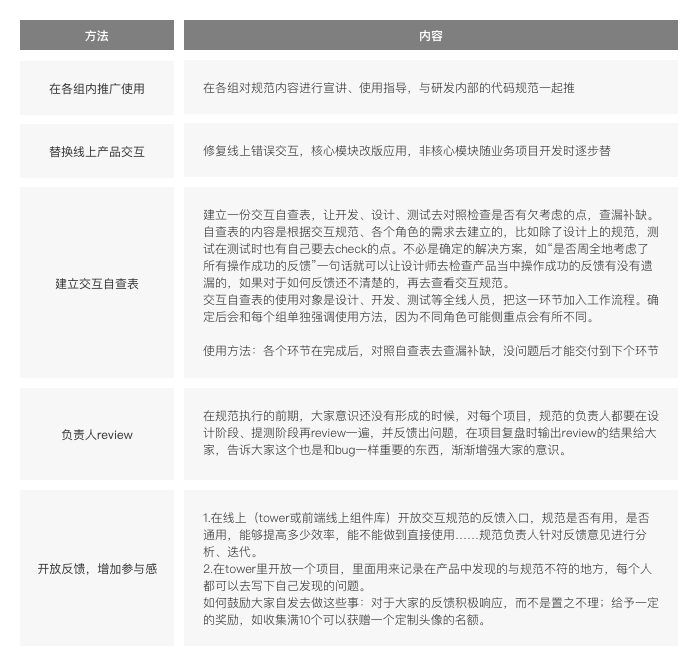 方法
内容
在各组内推广使用
在各组对规范内容进行宣讲、使用指导，与研发内部的代码规范一起推
替换线上产品交互
修复线上错误交互，核心模块改版应用，非核心模块随业务项目开发时逐步替
建立交互自查表
建立一份交互自查表，让开发、设计、测试去对照检查是否有欠考虑的点，查漏补缺。
自查表的内容是根据交互规范、各个角色的需求去建立的，比如除了设计上的规范，测
试在测试时也有自己要去check的点。不必是确定的解决方案，如“是否周全地考虑了
所有操作成功的反馈”一句话就可以让设计师去检查产品当中操作成功的反馈有没有遗
漏的，如果对于如何反馈还不清楚的，再去查看交互规范。
交互自查表的使用对象是设计、开发、测试等全线人员，把这一环节加入工作流程。确
定后会和每个组单独强调使用方法，因为不同角色可能侧重点会有所不同。
使用方法：各个环节在完成后，对照自查表去查漏补缺，没问题后才能交付到下个环节
负责人review
在规范执行的前期，大家意识还没有形成的时候，对每个项目，规范的负责人都要在设
计阶段、提测阶段再review一遍，并反馈出问题，在项目复盘时输出review的结果给大
家，告诉大家这个也是和bug一样重要的东西，渐渐增强大家的意识。
开放反馈，增加参与感
1.在线上（tower或前端线上组件库）开放交互规范的反馈入口，规范是否有用，是否
通用，能够提高多少效率，能不能做到直接使用……规范负责人针对反馈意见进行分
析、迭代。
2.在tower里开放一个项目，里面用来记录在产品中发现的与规范不符的地方，每个人
都可以去写下自己发现的问题。
如何鼓励大家自发去做这些事：对于大家的反馈积极响应，而不是置之不理；给予一定
的奖励，如收集满10个可以获赠一个定制头像的名额。